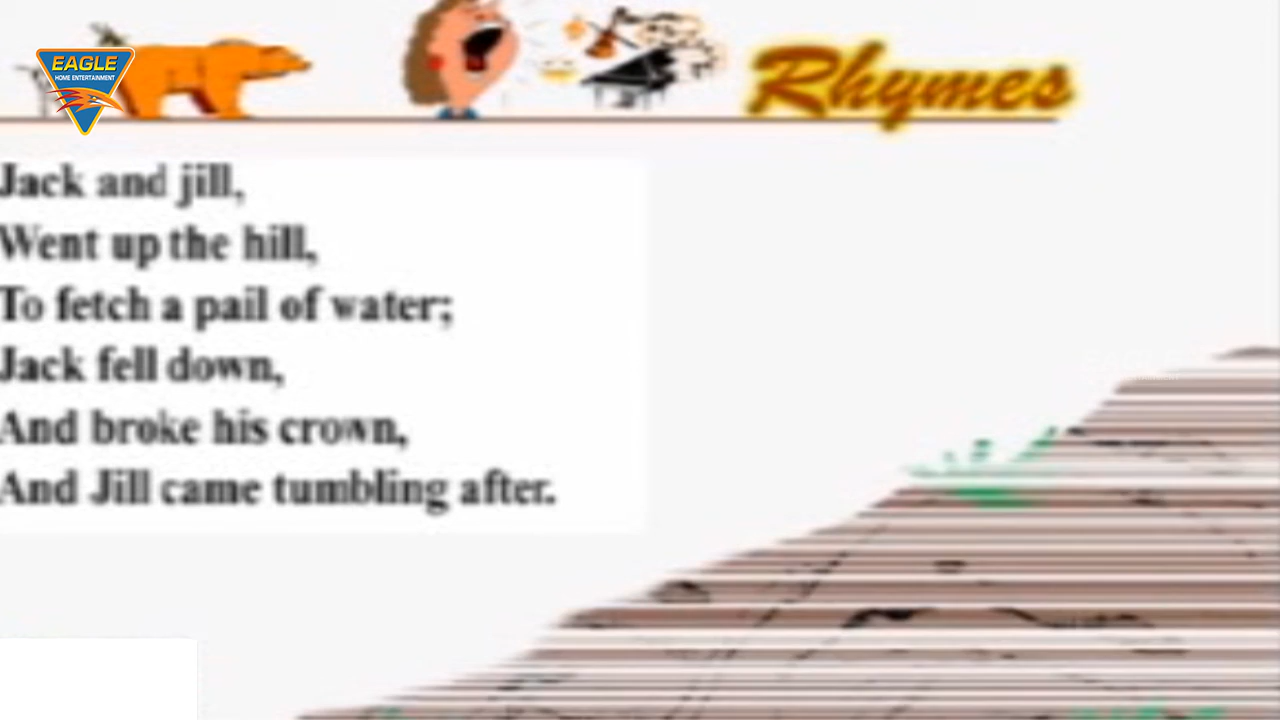 EAGLE
HOME ENTERTAINMENT
Rhymes
Jack and jill,
Went up the hill,
To fetch a pail of water;
Jack fell down,
And broke his crown,
And Jill came tumbling after.